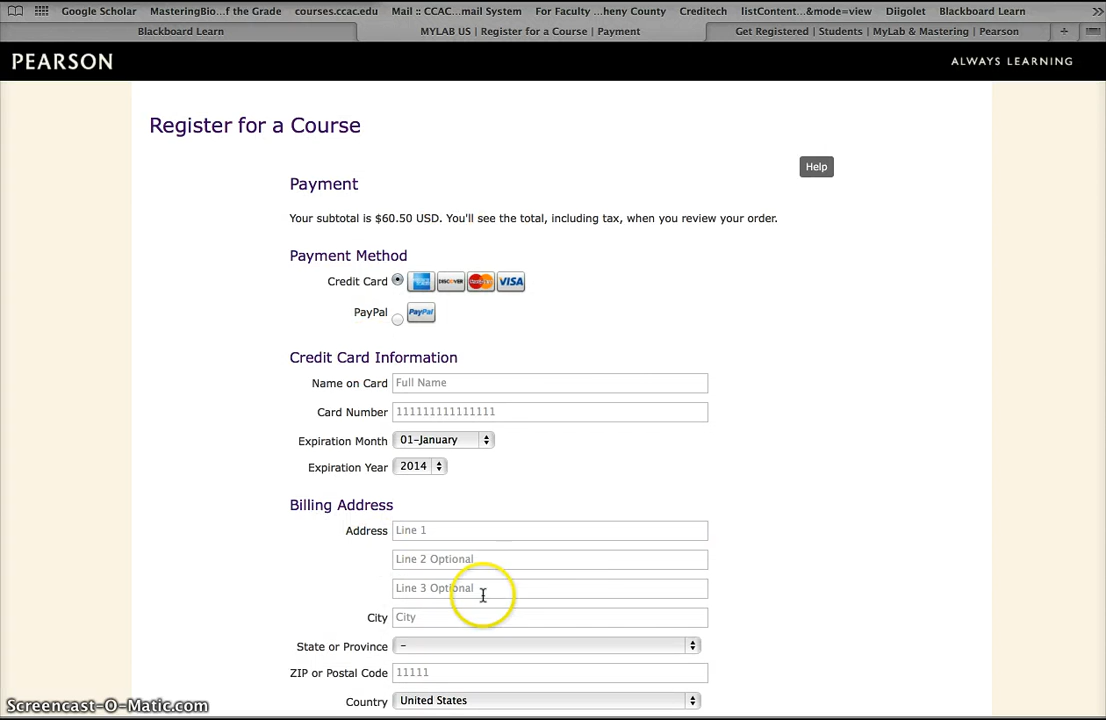 Google Scholar MasteringBio...f the Grade courses.ccac.edu Mail :: CCAC...mail System For Faculty ...heny County Creditech listContent...&mode=view Diigolet Blackboard Learn »
Blackboard Learn MYLAB US | Register for a Course | Payment Get Registered | Students | MyLab & Mastering | Pearson +
PEARSON ALWAYS LEARNING
Register for a Course
Help
Payment
Your subtotal is $60.50 USD. You'll see the total, including tax, when you review your order.
Payment Method
Credit Card DISCOVER MasterCard VISA
PayPal PayPal
Credit Card Information
Name on Card Full Name
Card Number 111111111111111
Expiration Month 01-January
Expiration Year 2014
Billing Address
Address Line 1
Line 2 Optional
Line 3 Optional
City City
State or Province –
ZIP or Postal Code 11111
Country United States
Screencast-O-Matic.com